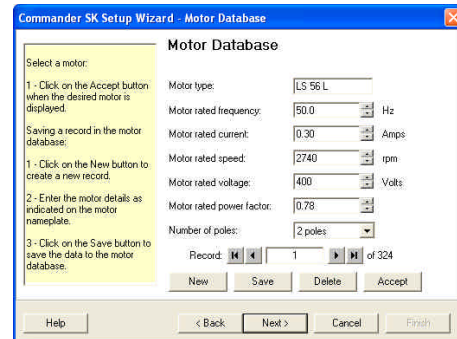 Commander SK Setup Wizard - Motor Database
Select a motor:
1 - Click on the Accept button
when the desired motor is
displayed.
Saving a record in the motor
database:
1 - Click on the New button to
create a new record.
2 - Enter the motor details as
indicated on the motor
nameplate.
3 - Click on the Save button to
save the data to the motor
database.
Motor Database
Motor type: LS 56 L
Motor rated frequency: 50.0 Hz
Motor rated current: 0.30 Amps
Motor rated speed: 2740 rpm
Motor rated voltage: 400 Volts
Motor rated power factor: 0.78
Number of poles: 2 poles
Record: 1 of 324
New Save Delete Accept
Help < Back Next > Cancel Finish